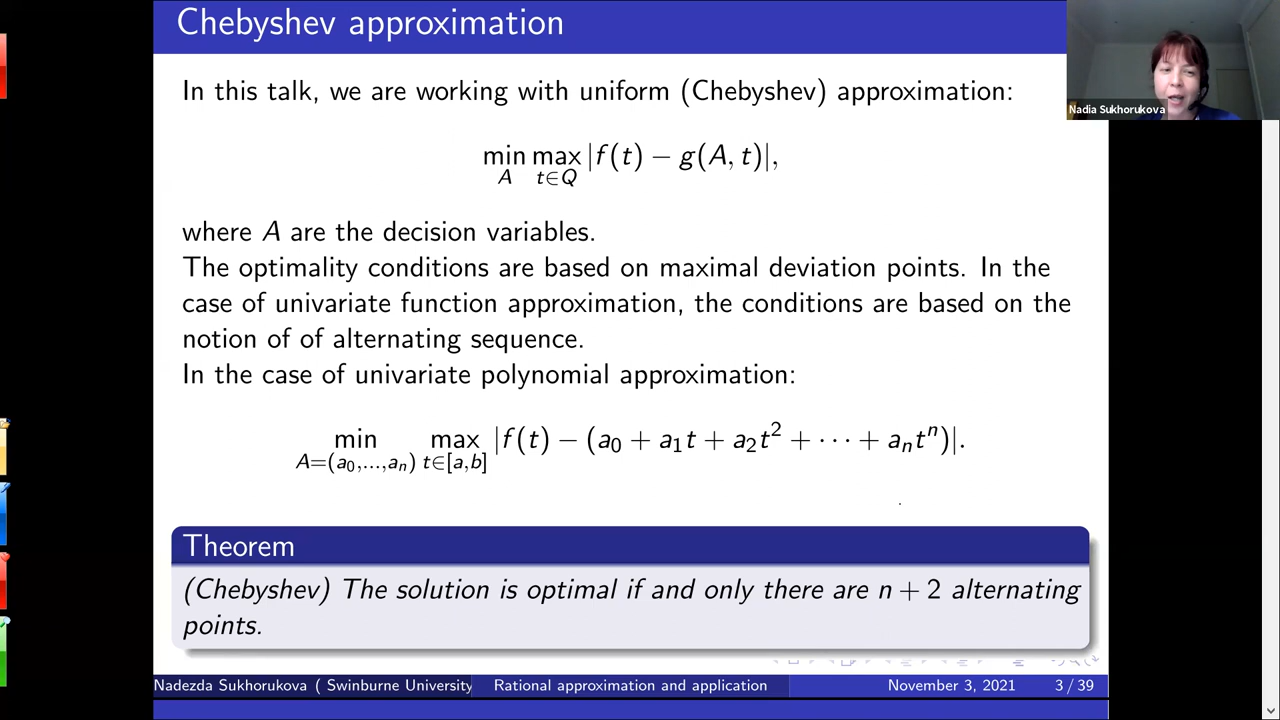 Chebyshev approximation
In this talk, we are working with uniform (Chebyshev) approximation:
min max |f(t) − g(A, t)|,
A t∈Q
where A are the decision variables.
The optimality conditions are based on maximal deviation points. In the
case of univariate function approximation, the conditions are based on the
notion of of alternating sequence.
In the case of univariate polynomial approximation:
min max |f(t) − (a₀ + a₁t + a₂t² + ⋯ + aₙtⁿ)|.
A=(a₀,…,aₙ) t∈[a,b]
Theorem
(Chebyshev) The solution is optimal if and only there are n + 2 alternating
points.
Nadezda Sukhorukova ( Swinburne University
Rational approximation and application
November 3, 2021
3 / 39
Nadia Sukhorukova